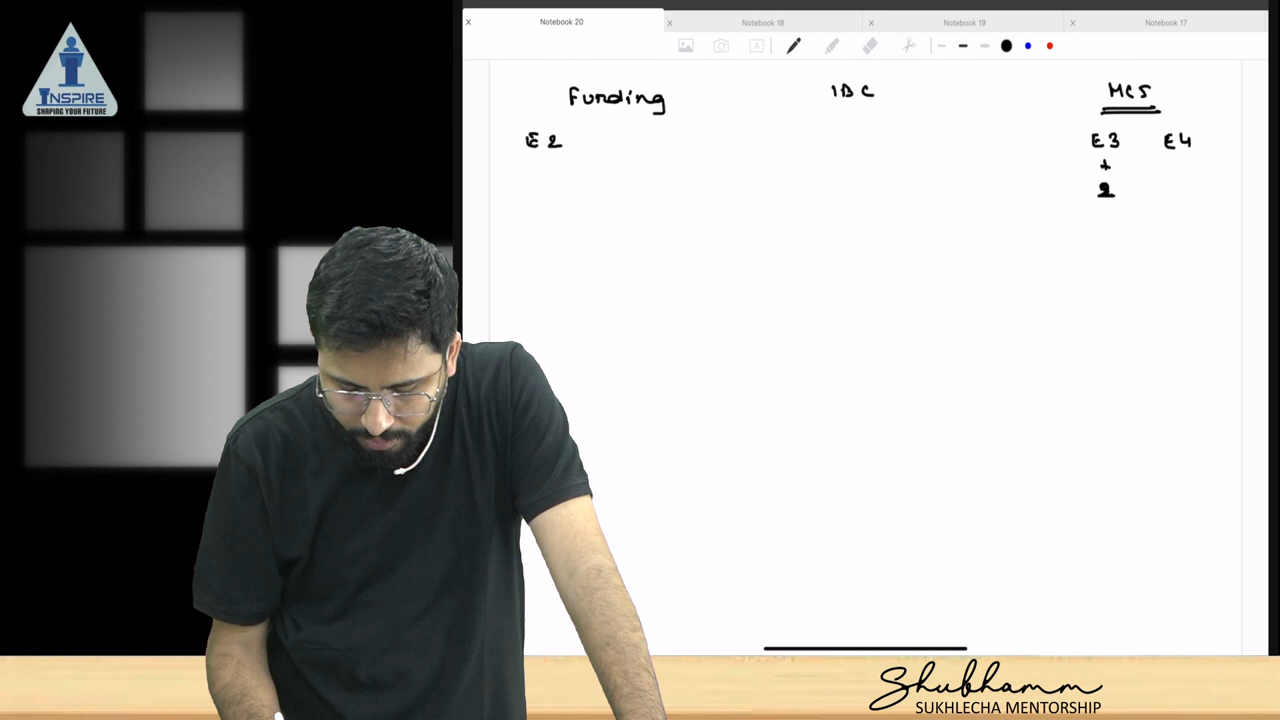 Notebook 20
Notebook 18
Notebook 19
Notebook 17
INSPIRE
SHAPING YOUR FUTURE
Funding
IBC
MCS
E2
E3
E4
+
2
Shubhamm
SUKHLECHA MENTORSHIP